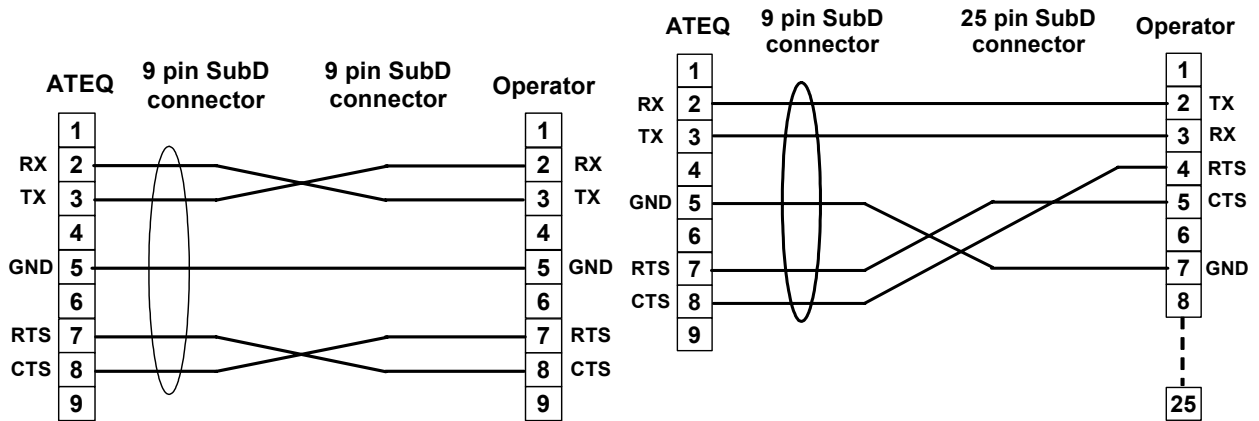 ATEQ
9 pin SubD
connector
9 pin SubD
connector
Operator
1 1
RX 2 2 RX
TX 3 3 TX
4 4
GND 5 5 GND
6 6
RTS 7 7 RTS
CTS 8 8 CTS
9 9
ATEQ
9 pin SubD
connector
25 pin SubD
connector
Operator
1 1
RX 2 2 TX
TX 3 3 RX
4 4 RTS
GND 5 5 CTS
6 6
RTS 7 7 GND
CTS 8 8
9
25